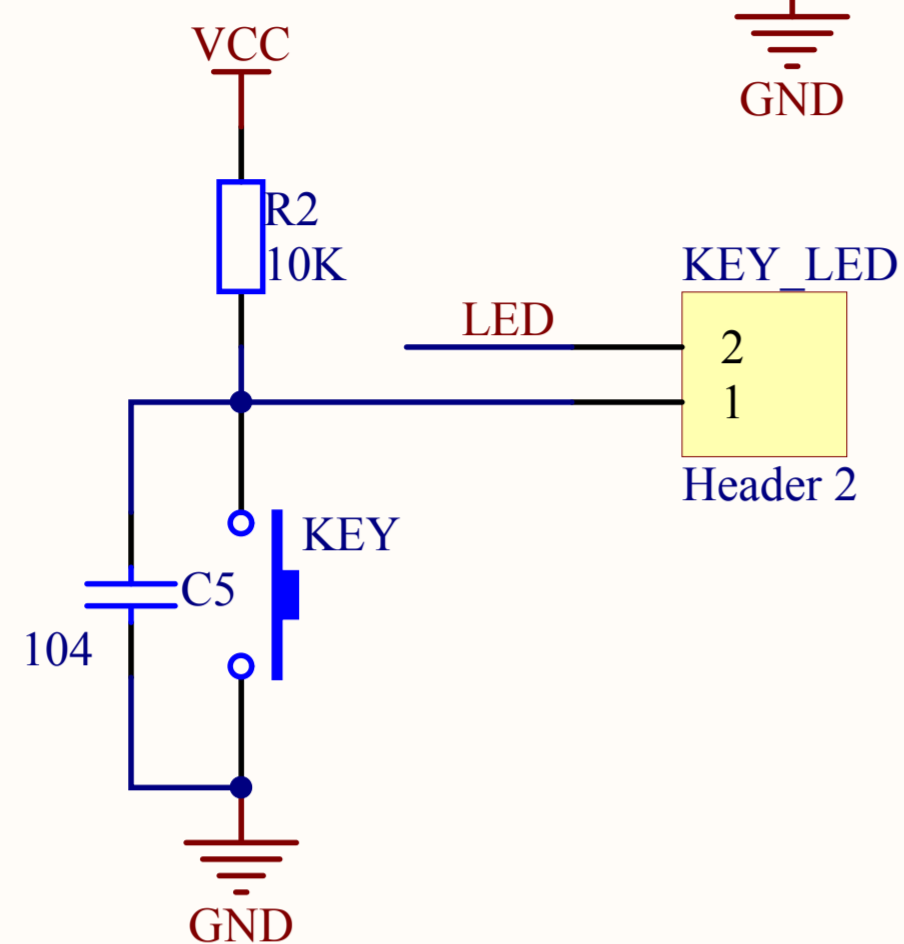 VCC
GND
R2
10K
KEY_LED
LED
2
1
Header 2
KEY
C5
104
GND